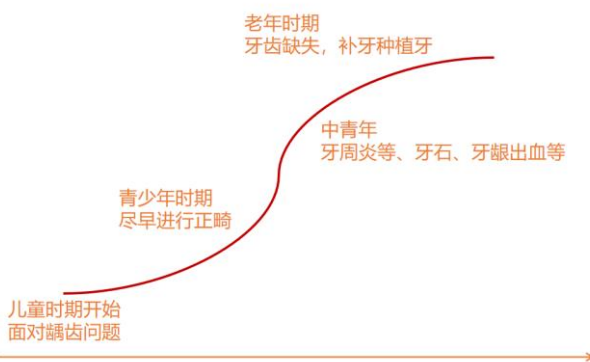 老年时期
牙齿缺失，补牙种植牙
中青年
牙周炎等、牙石、牙龈出血等
青少年时期
尽早进行正畸
儿童时期开始
面对龋齿问题